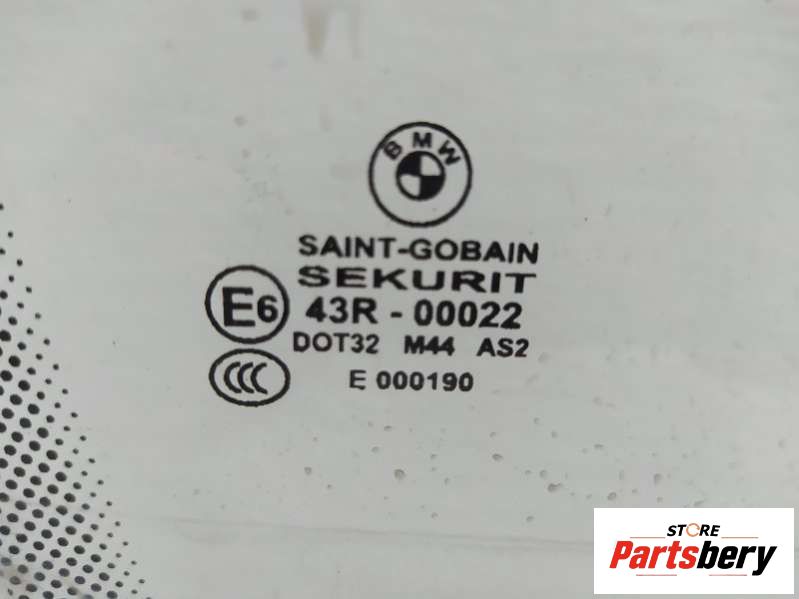 BMW
SAINT-GOBAIN
SEKURIT
E6 43R - 00022
DOT32 M44 AS2
CCC E 000190
STORE
Partsbery